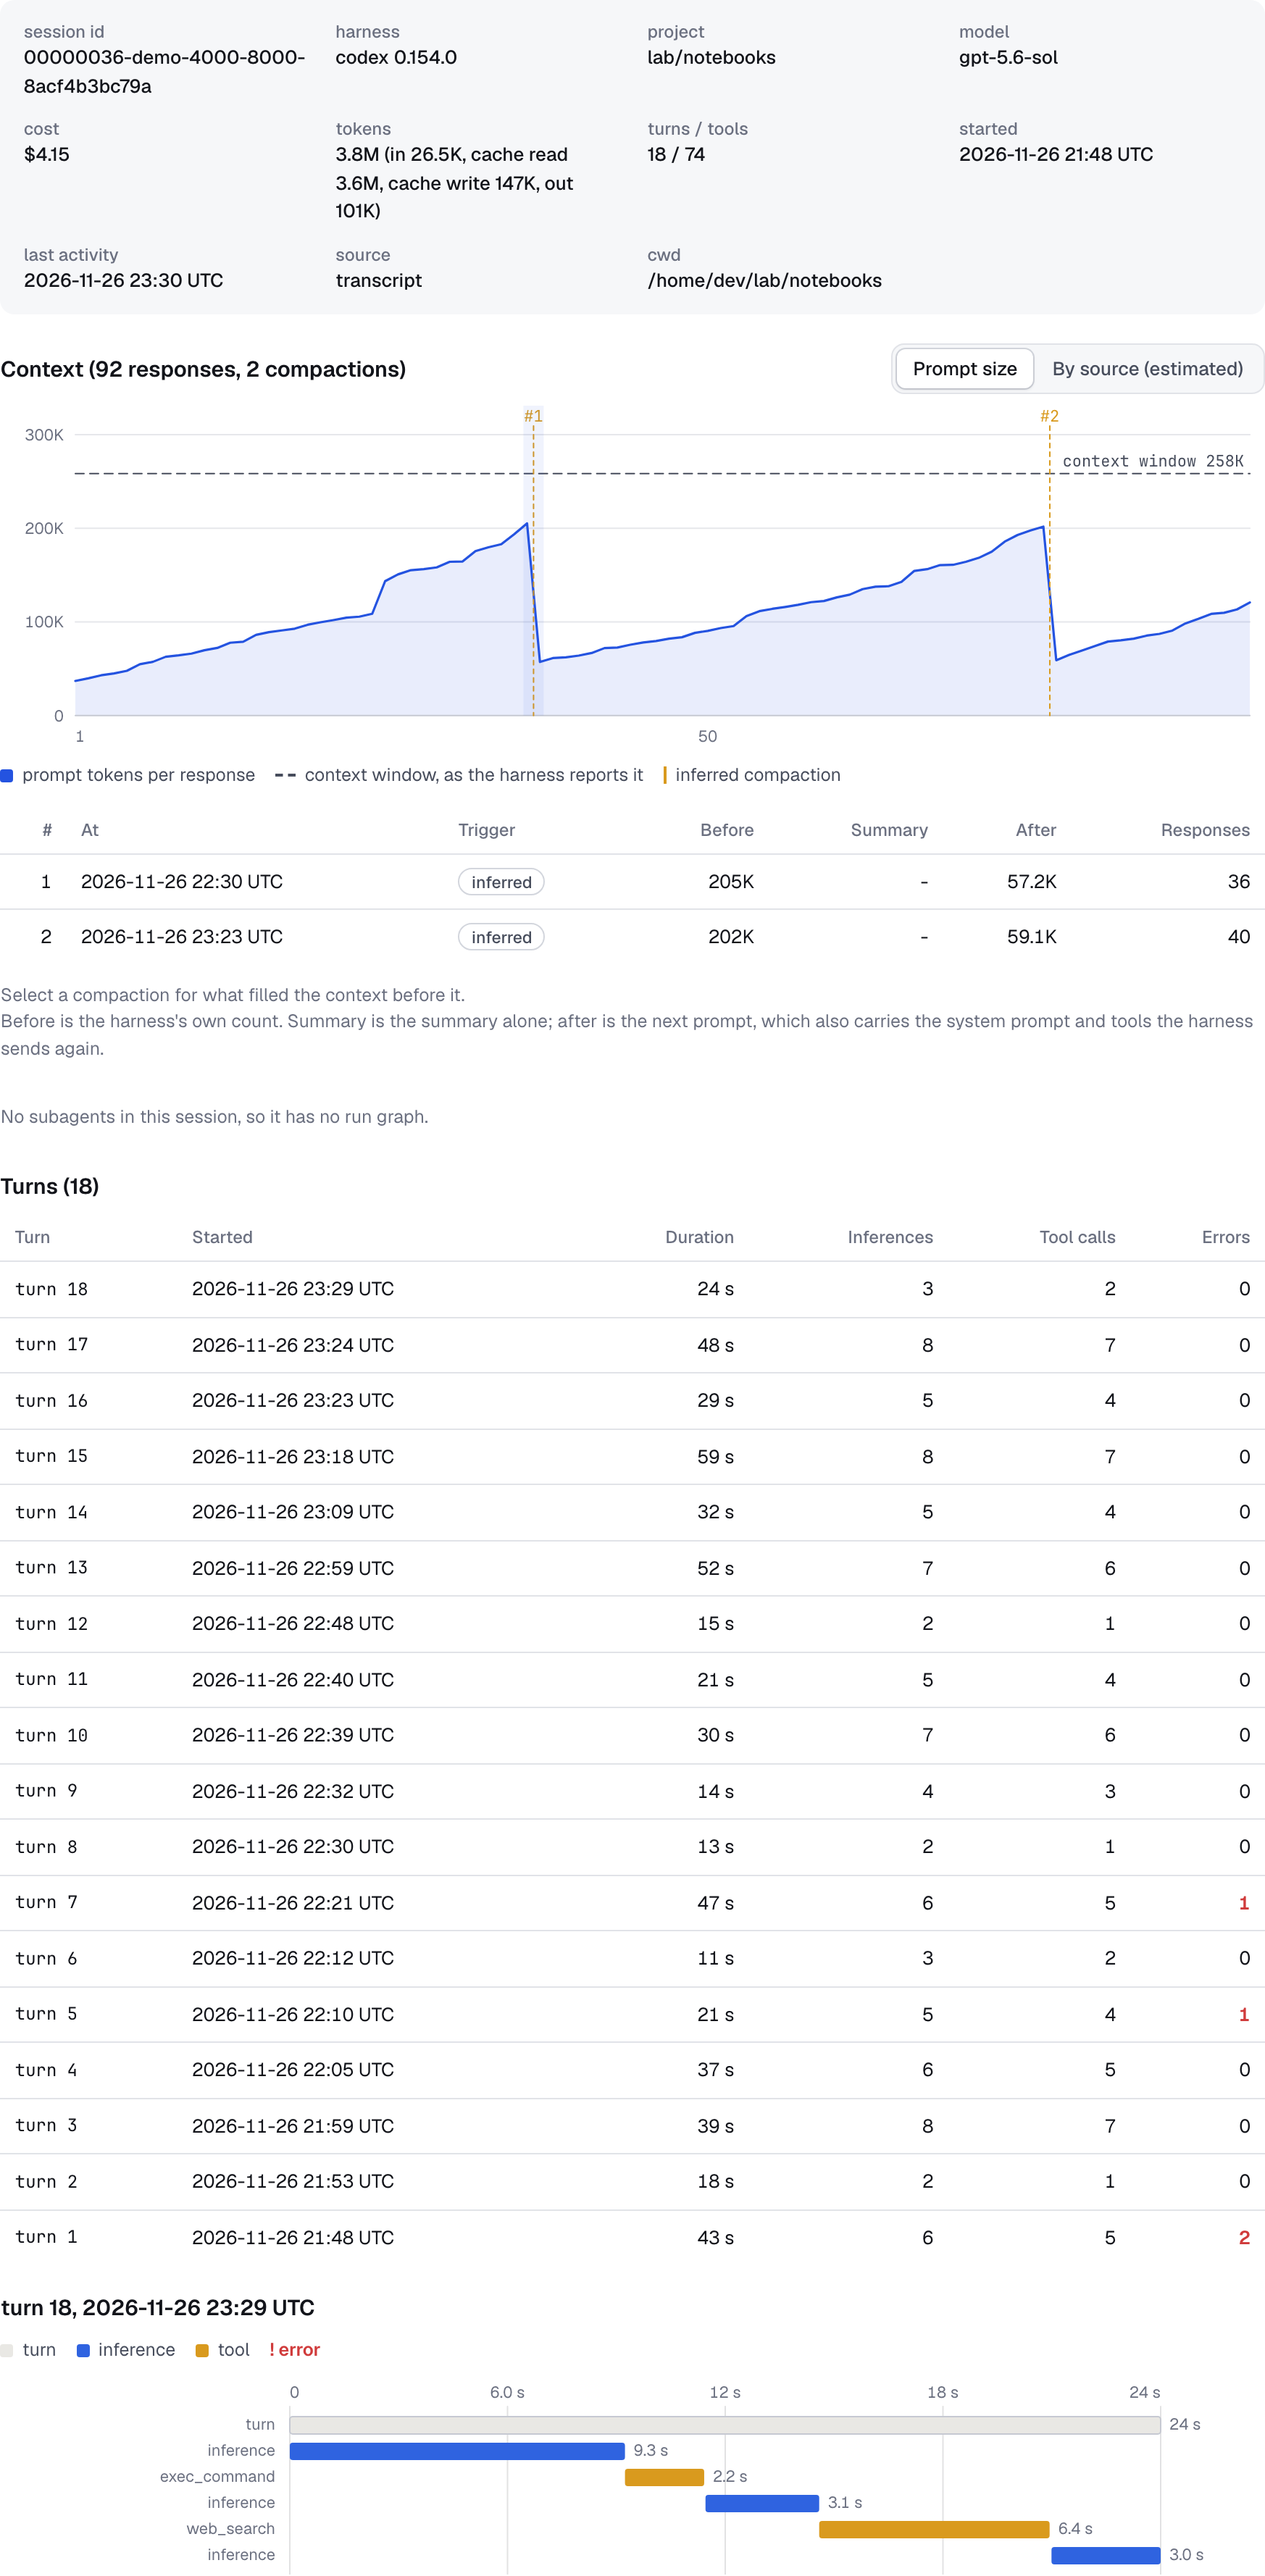 session id
harness
project
model
00000036-demo-4000-8000-
8acf4b3bc79a
codex 0.154.0
lab/notebooks
gpt-5.6-sol
cost
tokens
turns / tools
started
$4.15
3.8M (in 26.5K, cache read
3.6M, cache write 147K, out
101K)
18 / 74
2026-11-26 21:48 UTC
last activity
source
cwd
2026-11-26 23:30 UTC
transcript
/home/dev/lab/notebooks
Context (92 responses, 2 compactions)
Prompt size
By source (estimated)
#1
#2
300K
context window 258K
200K
100K
0
1
50
prompt tokens per response
context window, as the harness reports it
inferred compaction
# At Trigger Before Summary After Responses
1 2026-11-26 22:30 UTC inferred 205K - 57.2K 36
2 2026-11-26 23:23 UTC inferred 202K - 59.1K 40
Select a compaction for what filled the context before it.
Before is the harness's own count. Summary is the summary alone; after is the next prompt, which also carries the system prompt and tools the harness
sends again.
No subagents in this session, so it has no run graph.
Turns (18)
Turn Started Duration Inferences Tool calls Errors
turn 18 2026-11-26 23:29 UTC 24 s 3 2 0
turn 17 2026-11-26 23:24 UTC 48 s 8 7 0
turn 16 2026-11-26 23:23 UTC 29 s 5 4 0
turn 15 2026-11-26 23:18 UTC 59 s 8 7 0
turn 14 2026-11-26 23:09 UTC 32 s 5 4 0
turn 13 2026-11-26 22:59 UTC 52 s 7 6 0
turn 12 2026-11-26 22:48 UTC 15 s 2 1 0
turn 11 2026-11-26 22:40 UTC 21 s 5 4 0
turn 10 2026-11-26 22:39 UTC 30 s 7 6 0
turn 9 2026-11-26 22:32 UTC 14 s 4 3 0
turn 8 2026-11-26 22:30 UTC 13 s 2 1 0
turn 7 2026-11-26 22:21 UTC 47 s 6 5 1
turn 6 2026-11-26 22:12 UTC 11 s 3 2 0
turn 5 2026-11-26 22:10 UTC 21 s 5 4 1
turn 4 2026-11-26 22:05 UTC 37 s 6 5 0
turn 3 2026-11-26 21:59 UTC 39 s 8 7 0
turn 2 2026-11-26 21:53 UTC 18 s 2 1 0
turn 1 2026-11-26 21:48 UTC 43 s 6 5 2
turn 18, 2026-11-26 23:29 UTC
turn inference tool ! error
0 6.0 s 12 s 18 s 24 s
turn 24 s
inference 9.3 s
exec_command 2.2 s
inference 3.1 s
web_search 6.4 s
inference 3.0 s